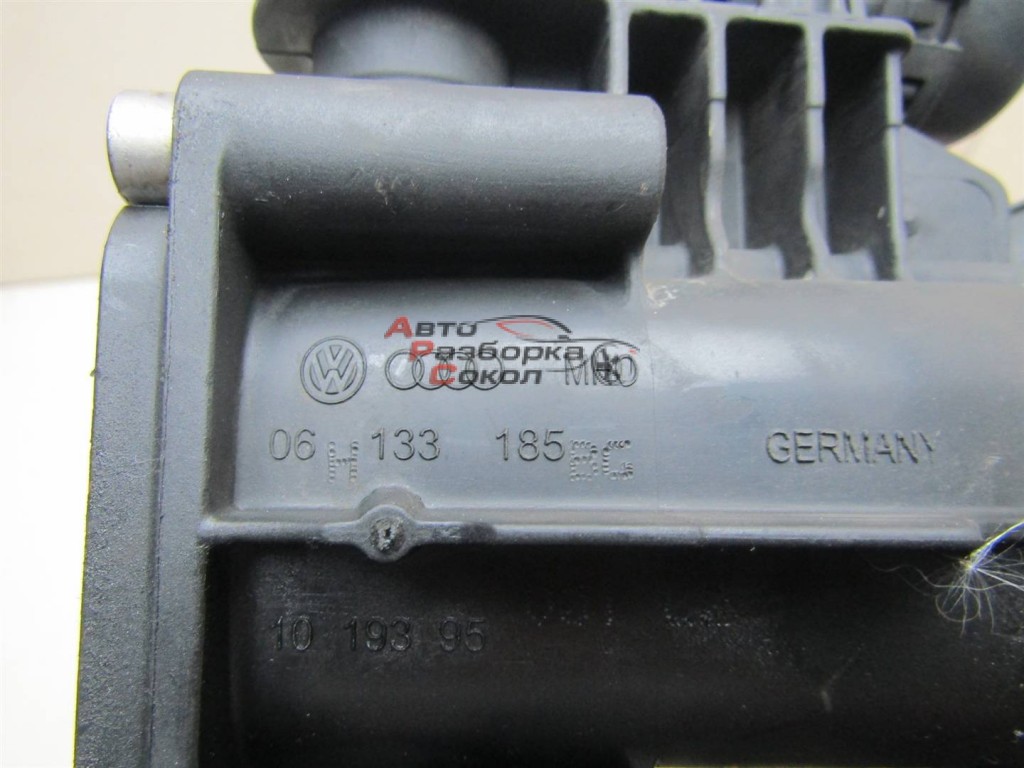 АВТО
РАЗБОРКА
СОКОЛ
06 H 133 185
GERMANY
10 193 95